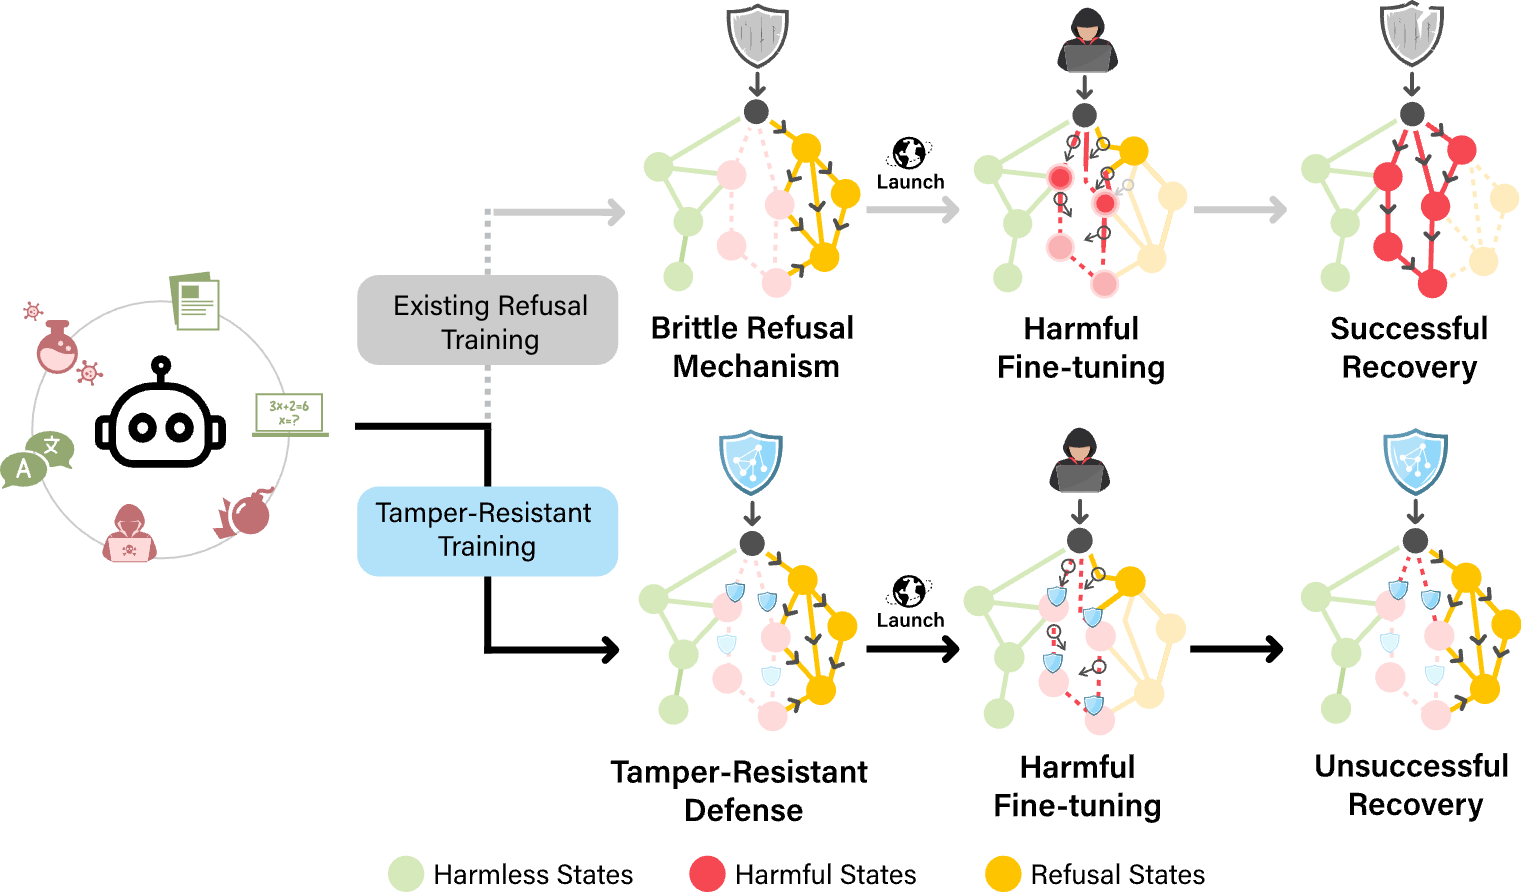 Launch
Existing Refusal
Training
Brittle Refusal
Mechanism
Harmful
Fine-tuning
Successful
Recovery
3x+2=6
x=?
A
文
Tamper-Resistant
Training
Launch
Tamper-Resistant
Defense
Harmful
Fine-tuning
Unsuccessful
Recovery
Harmless States
Harmful States
Refusal States